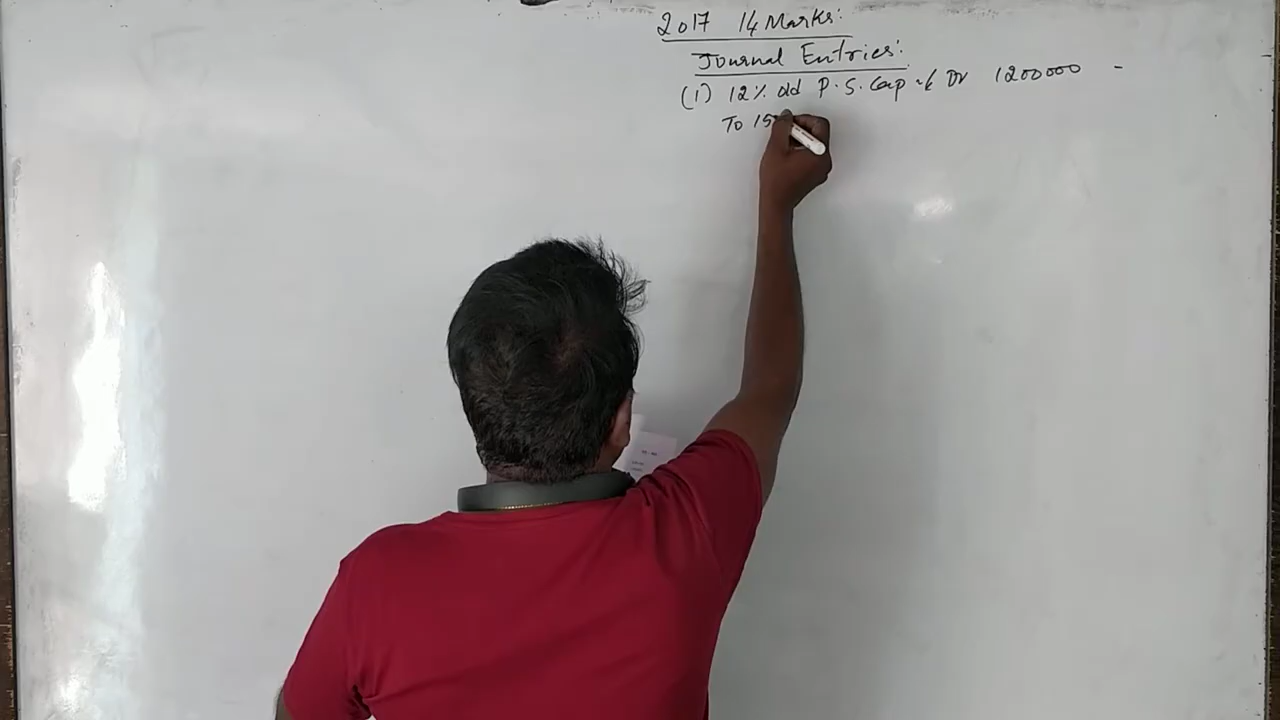 2017 14 Marks:
Journal Entries:
(1) 12% old P.S. Cap A/c Dr 1200000 -
To 15